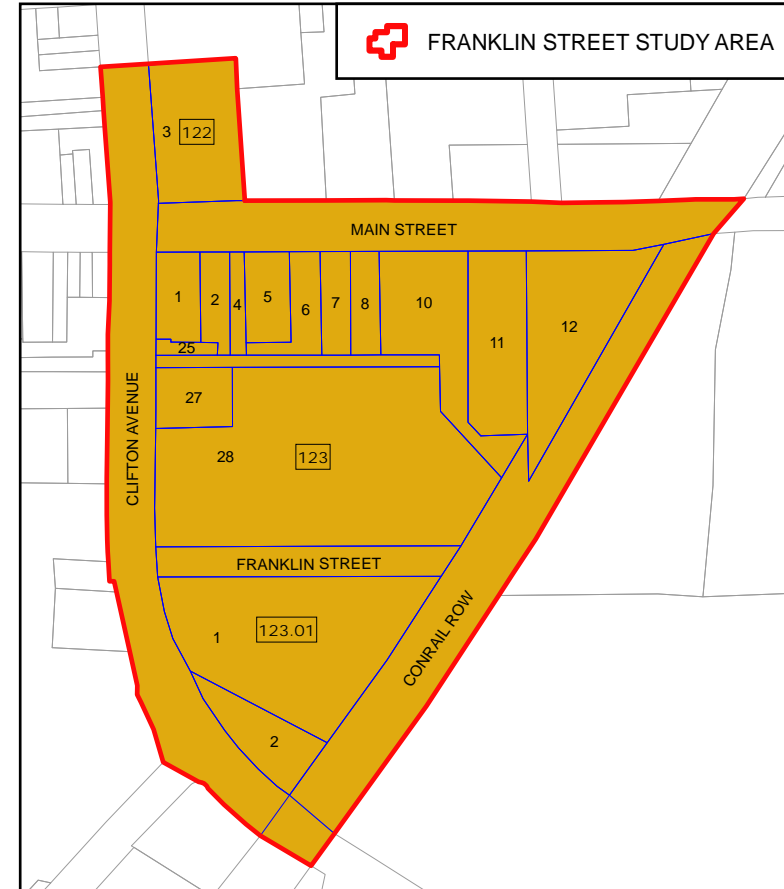 FRANKLIN STREET STUDY AREA
3 122
MAIN STREET
1 2 4 5 6 7 8 10 11 12
25
27
CLIFTON AVENUE
28 123
FRANKLIN STREET
1 123.01
CONRAIL ROW
2